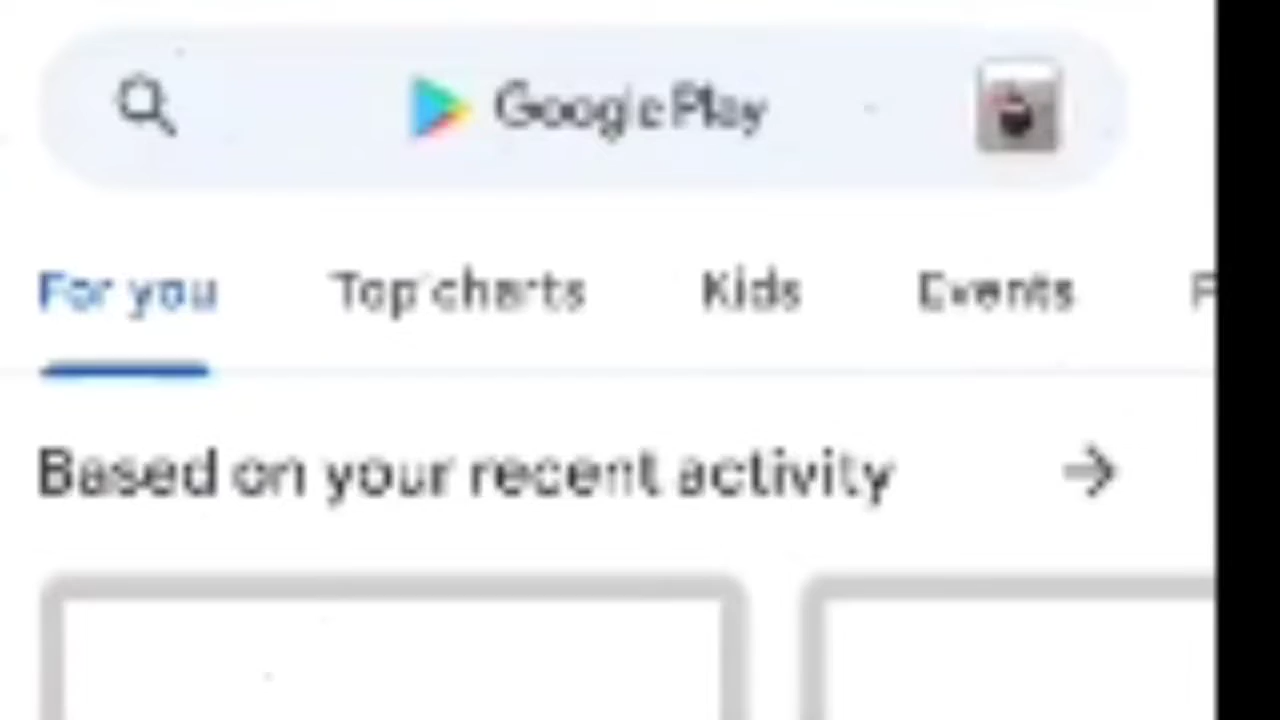 Google Play
For you Top charts Kids Events
Based on your recent activity